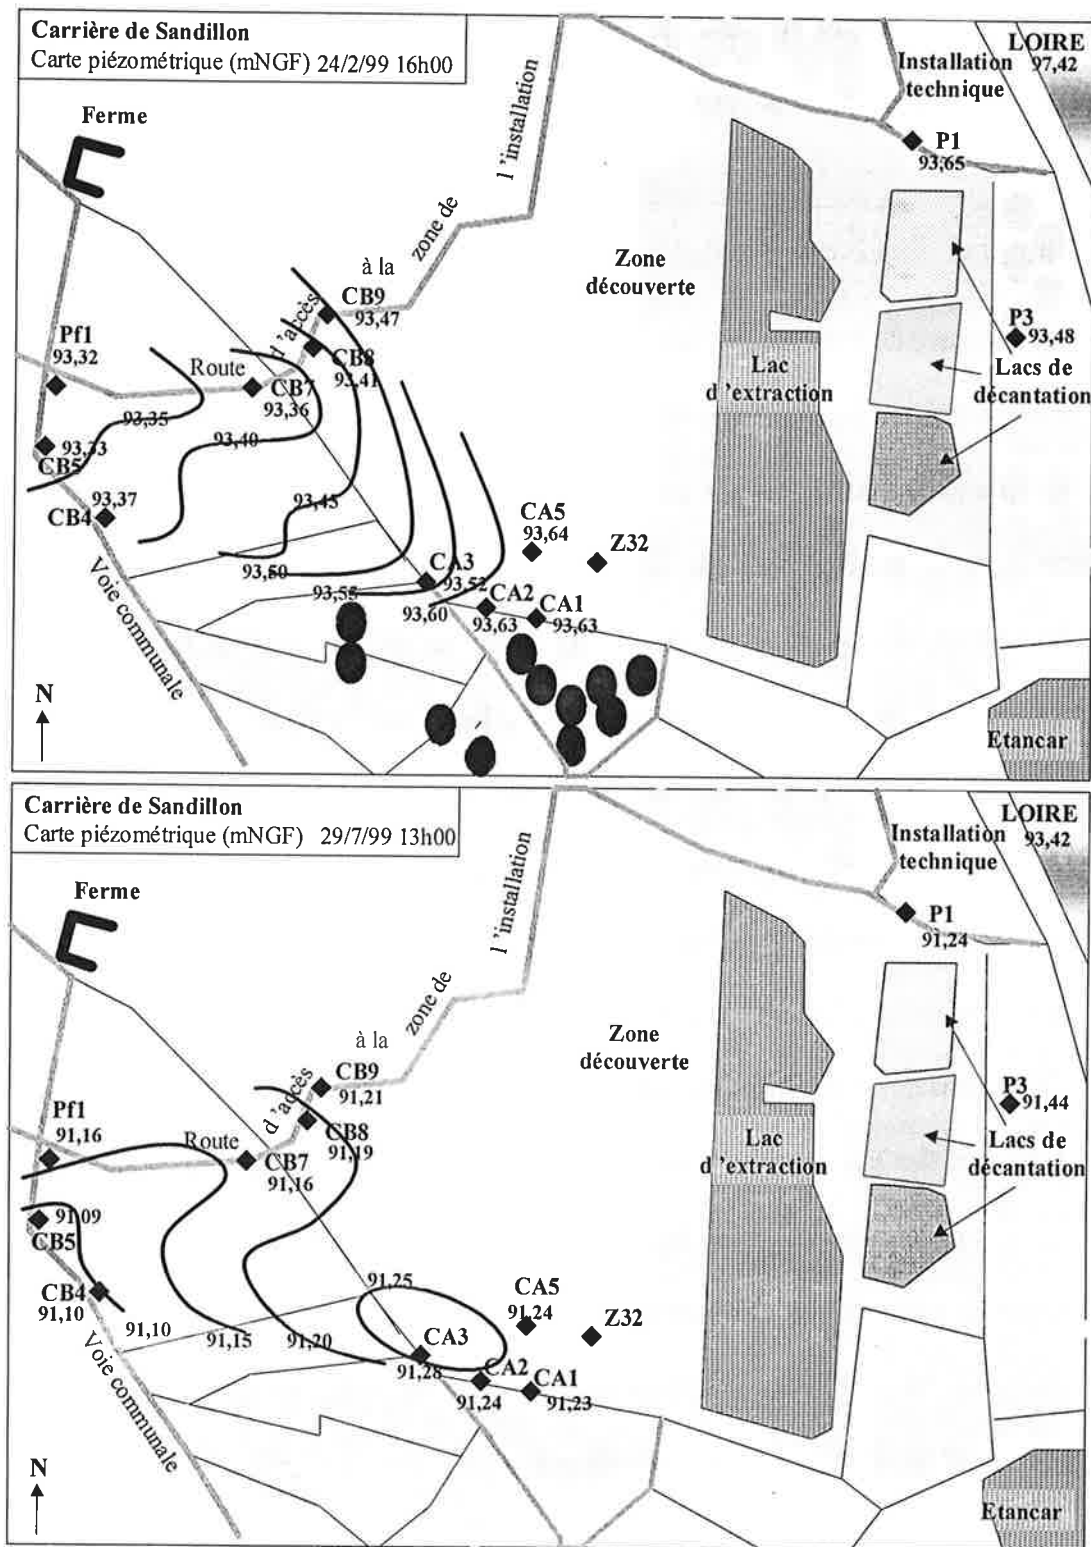 Carrière de Sandillon
Carte piézométrique (mNGF) 24/2/99 16h00
LOIRE
97,42
Installation
technique
Ferme
l 'installation
P1
93,65
zone de
à la
d 'accès
Route
CB9
93,47
CB8
93,41
CB7
93,36
Pf1
93,32
Zone
découverte
P3
93,48
Lac
d 'extraction
Lacs de
décantation
93,35
93,40
93,33
CB5
93,37
CB4
93,45
CA5
93,64
Z32
93,50
CA3
93,52
93,55
CA2
93,60
93,63
CA1
93,63
Voie communale
N
Etancar
Carrière de Sandillon
Carte piézométrique (mNGF) 29/7/99 13h00
LOIRE
93,42
Installation
technique
Ferme
l 'installation
P1
91,24
zone de
à la
d 'accès
Route
CB9
91,21
CB8
91,19
CB7
91,16
Pf1
91,16
Zone
découverte
P3
91,44
Lac
d 'extraction
Lacs de
décantation
91,09
CB5
CB4
91,10
91,10
91,15
91,20
91,25
CA5
91,24
Z32
CA3
91,28
CA2
91,24
CA1
91,23
Voie communale
N
Etancar